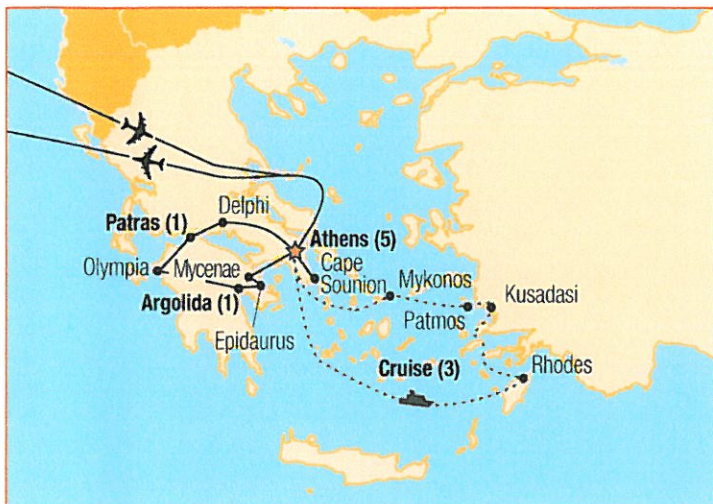 Delphi
Patras (1)
Athens (5)
Olympia
Mycenae
Cape
Sounion
Mykonos
Kusadasi
Argolida (1)
Patmos
Epidaurus
Cruise (3)
Rhodes